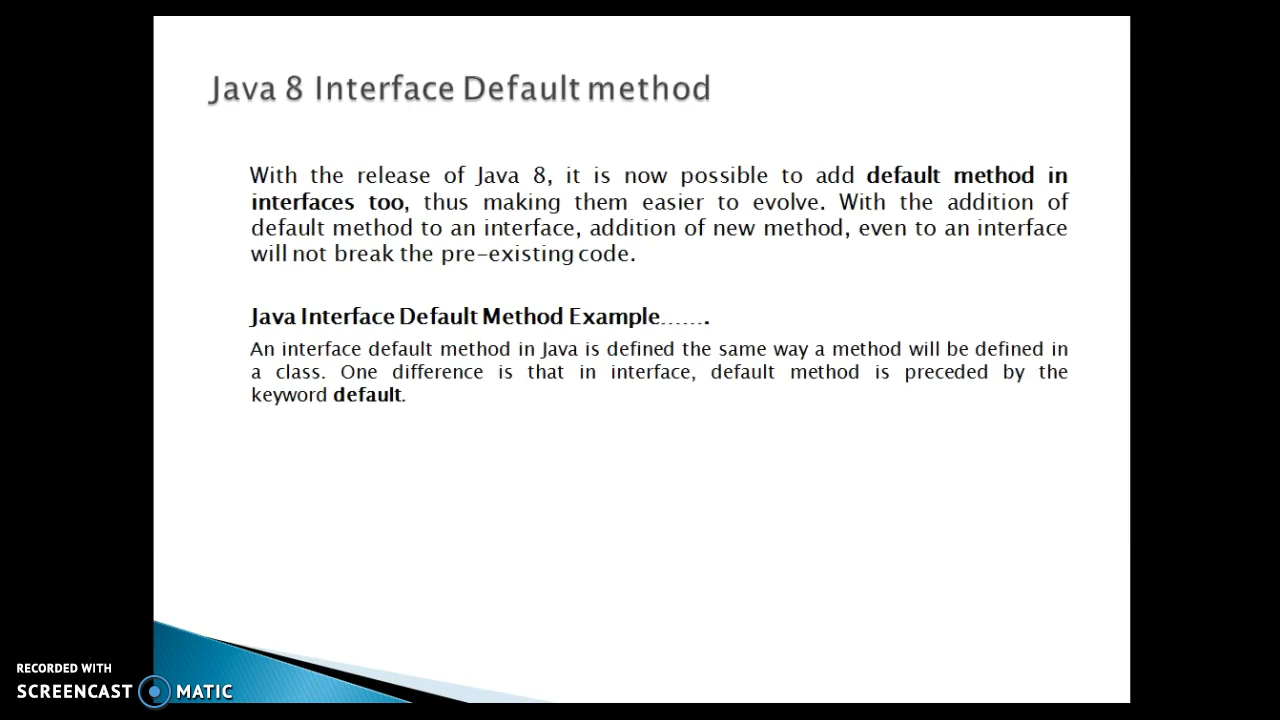 Java 8 Interface Default method
With the release of Java 8, it is now possible to add default method in
interfaces too, thus making them easier to evolve. With the addition of
default method to an interface, addition of new method, even to an interface
will not break the pre-existing code.
Java Interface Default Method Example…….
An interface default method in Java is defined the same way a method will be defined in
a class. One difference is that in interface, default method is preceded by the
keyword default.
RECORDED WITH
SCREENCAST MATIC